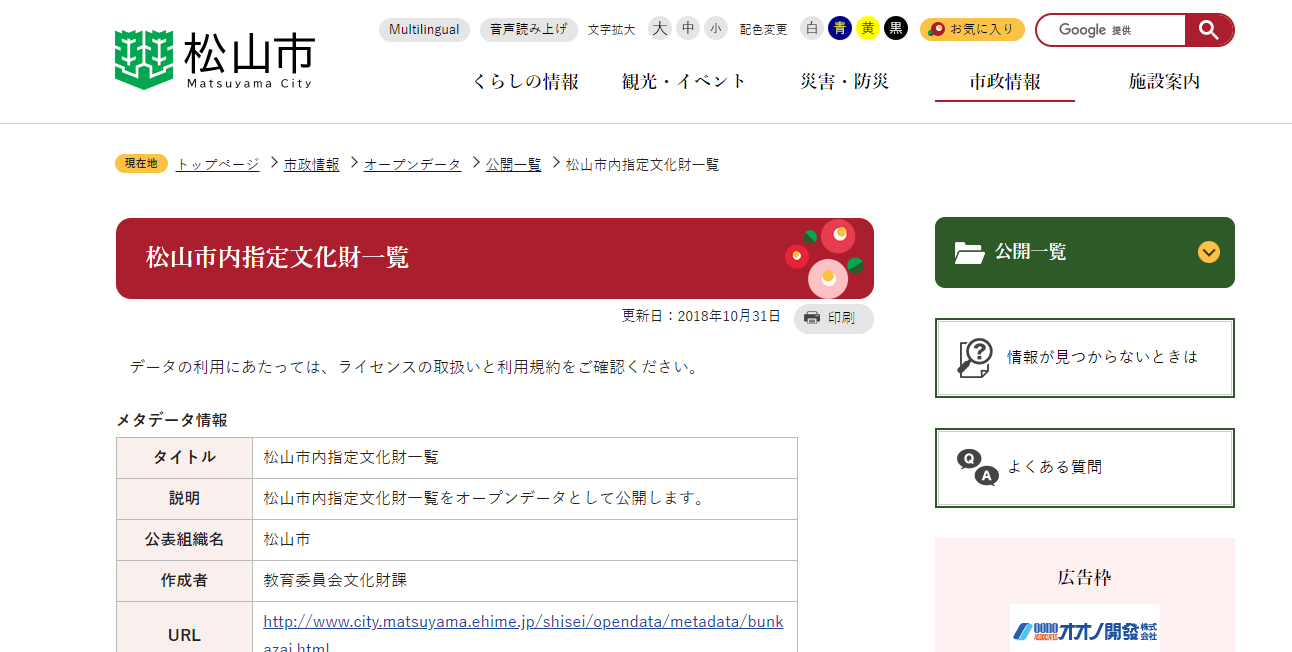 松山市
Matsuyama City
Multilingual 音声読み上げ 文字拡大 大 中 小 配色変更 白 青 黄 黒 お気に入り Google 提供
くらしの情報 観光・イベント 災害・防災 市政情報 施設案内
現在地 トップページ 市政情報 オープンデータ 公開一覧 松山市内指定文化財一覧
松山市内指定文化財一覧
更新日：2018年10月31日 印刷
データの利用にあたっては、ライセンスの取扱いと利用規約をご確認ください。
メタデータ情報
タイトル 松山市内指定文化財一覧
説明 松山市内指定文化財一覧をオープンデータとして公開します。
公表組織名 松山市
作成者 教育委員会文化財課
URL http://www.city.matsuyama.ehime.jp/shisei/opendata/metadata/bunk
azai.html
公開一覧
情報が見つからないときは
Q A よくある質問
広告枠
OONO ASSOCIATES オオノ開發株式会社